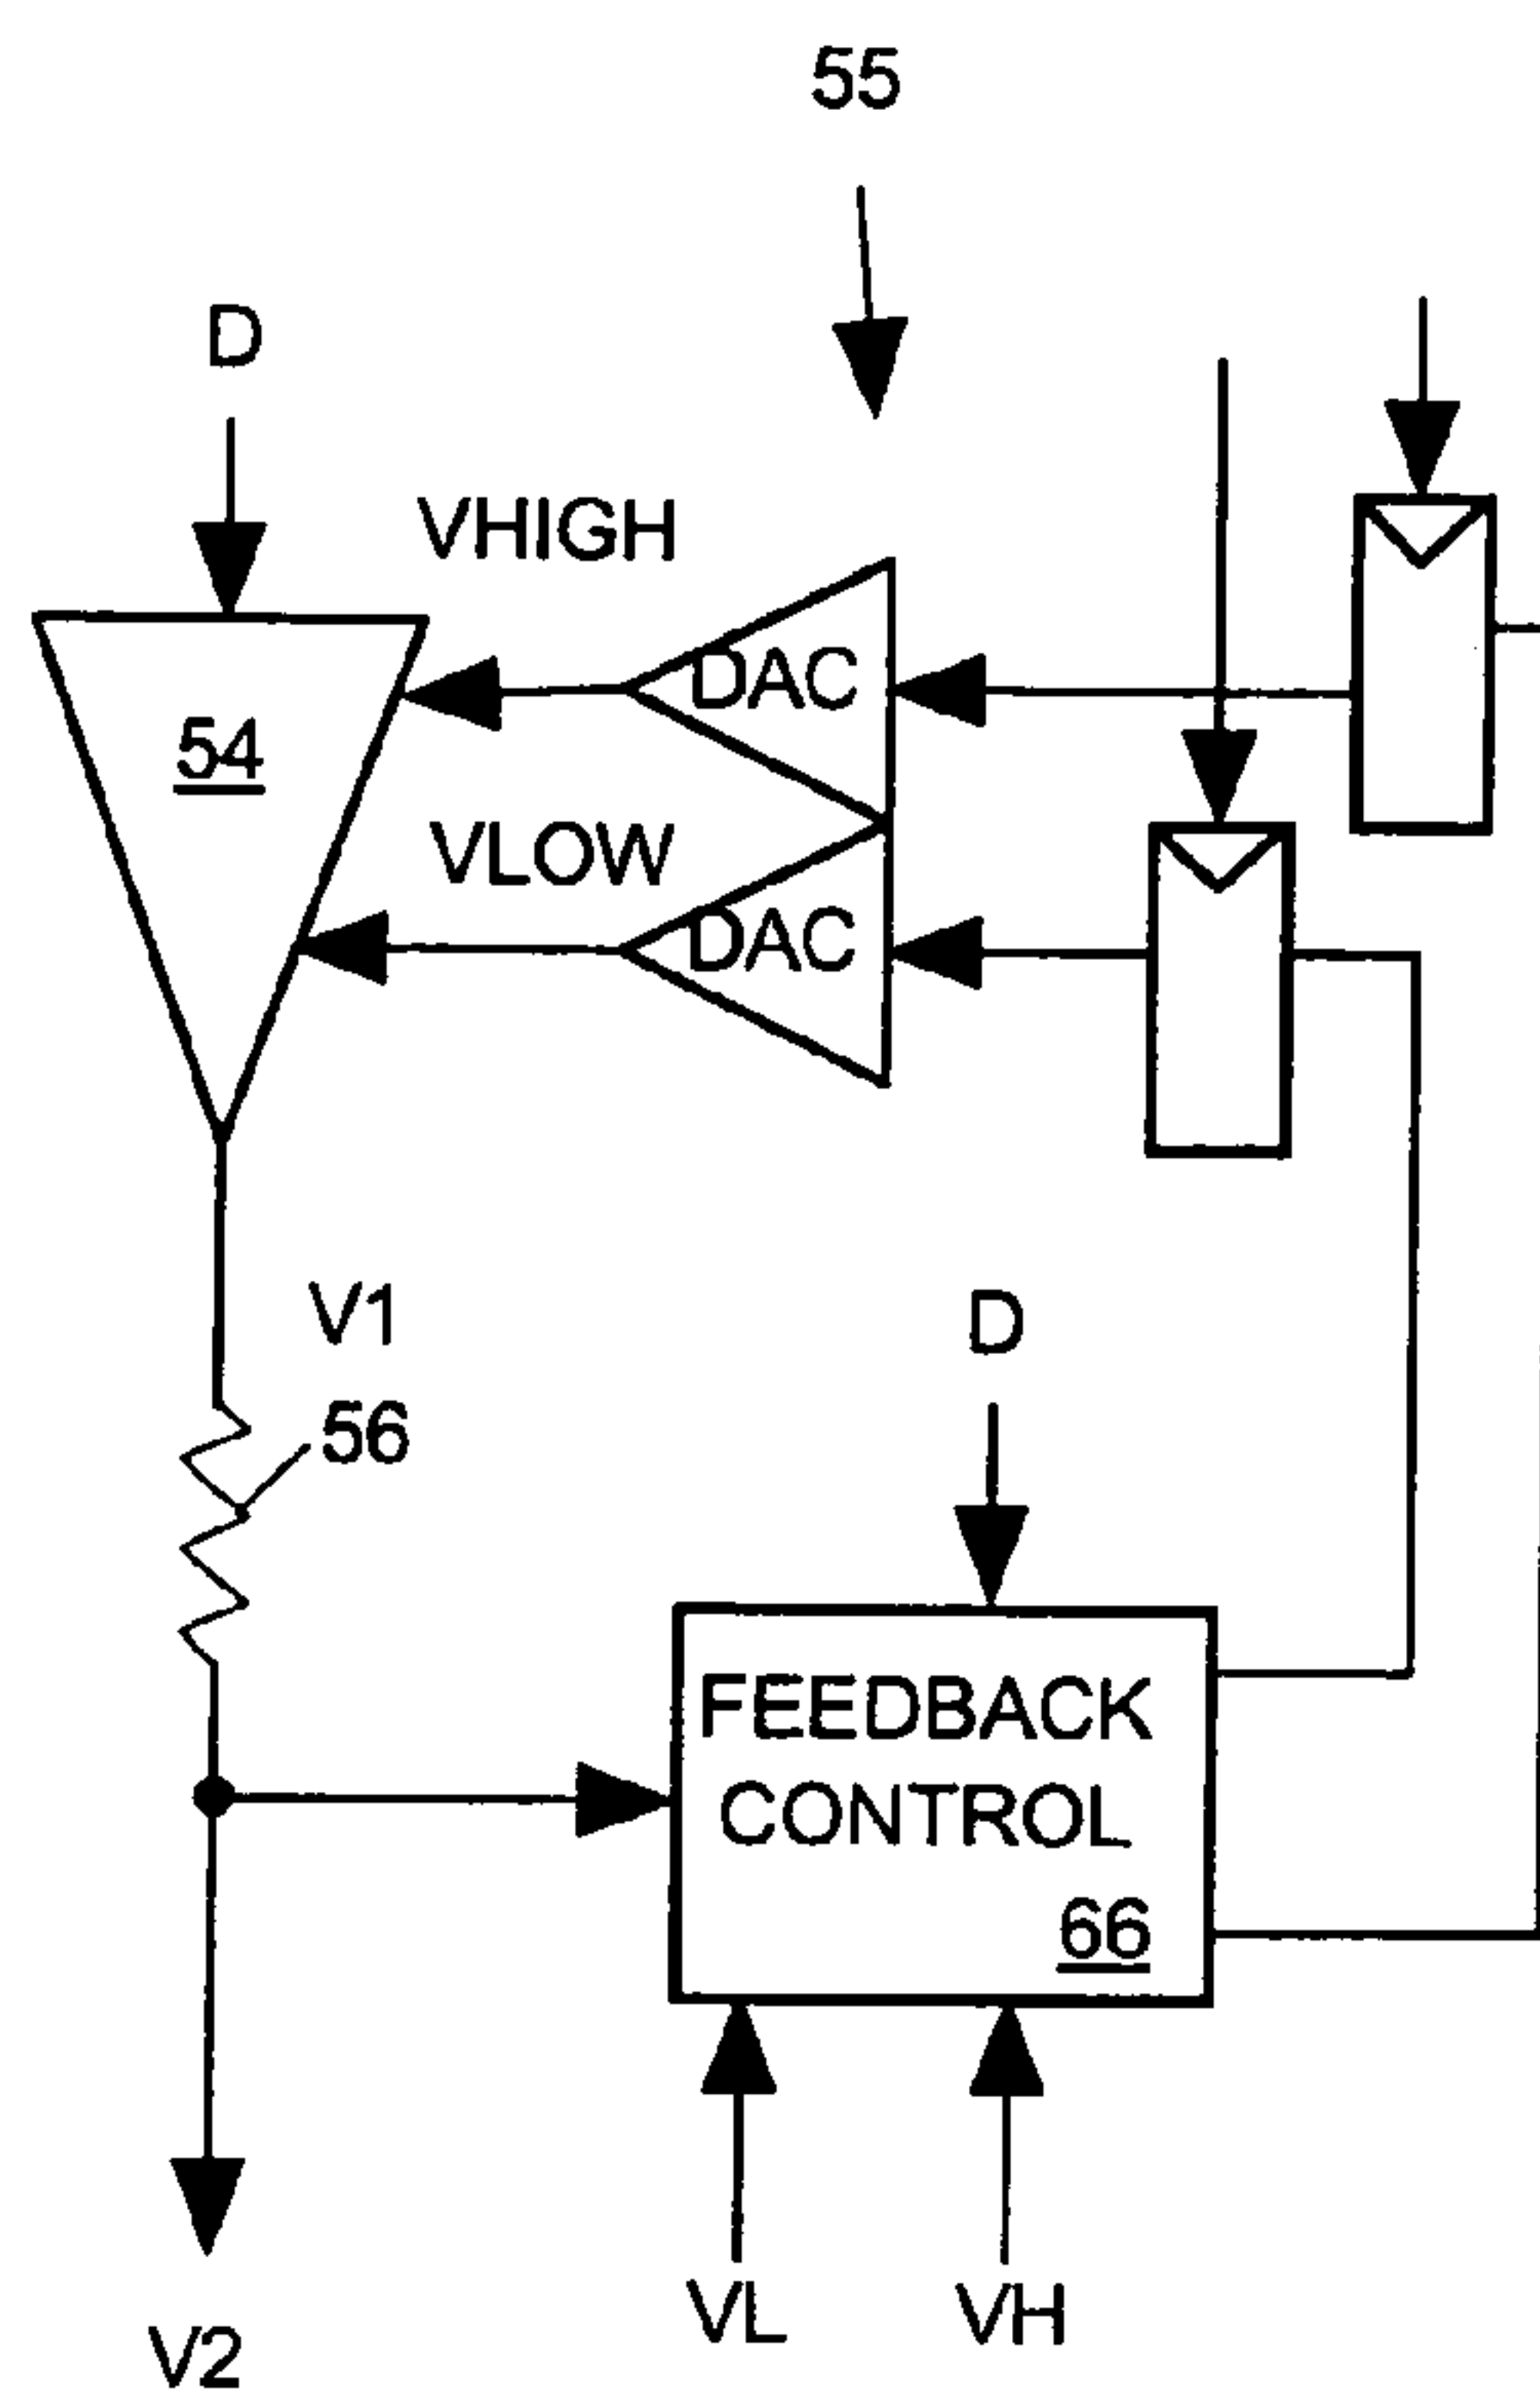 55
D
VHIGH
DAC
54
VLOW
DAC
V1
D
56
FEEDBACK
CONTROL
66
VL
VH
V2